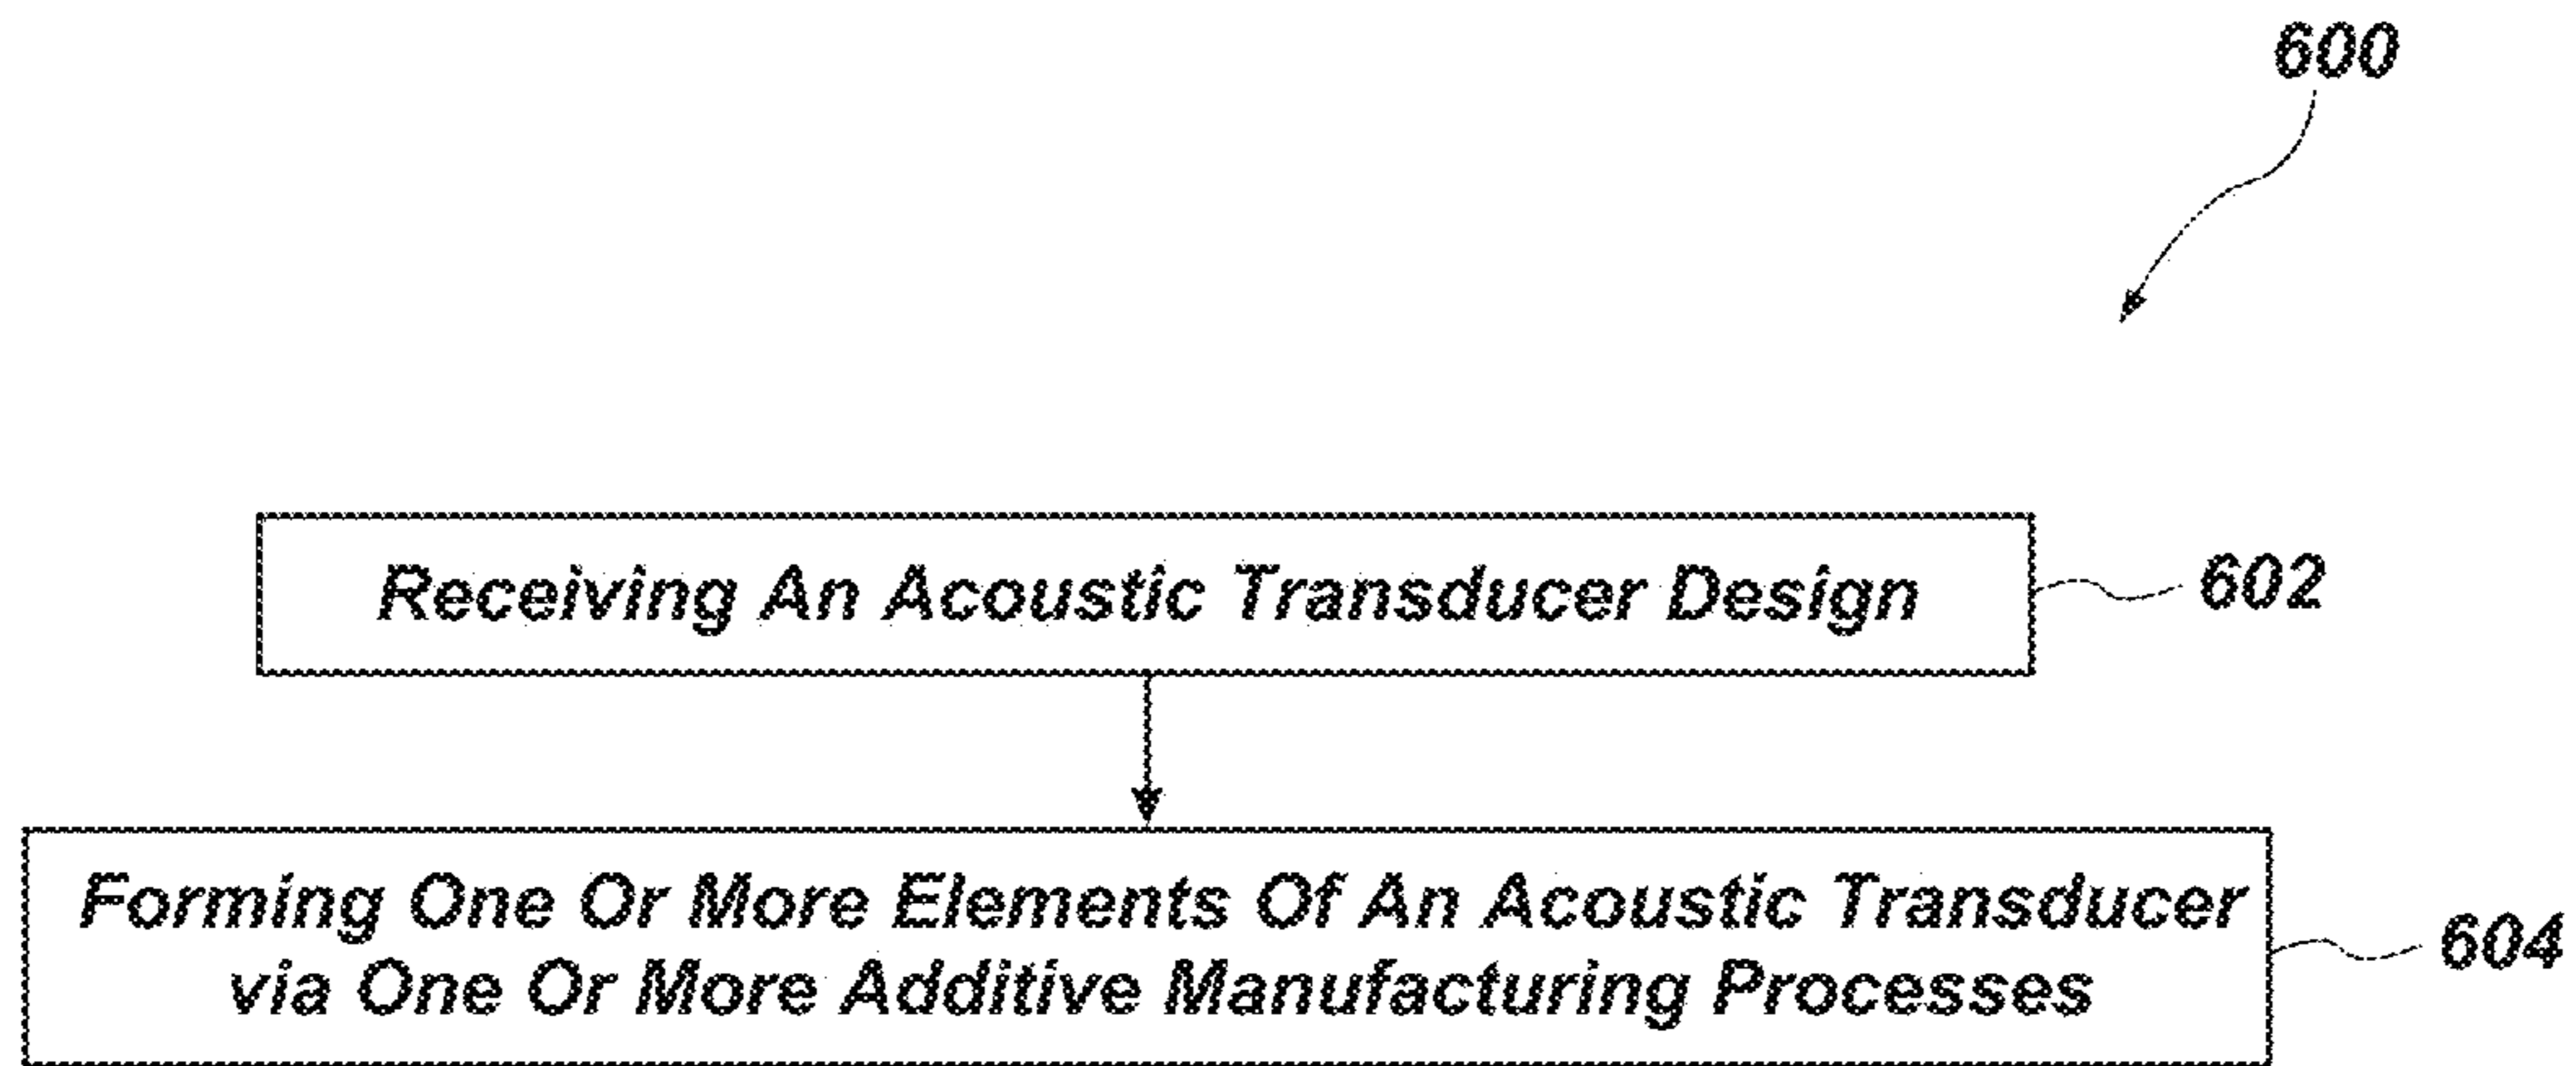 600
Receiving An Acoustic Transducer Design
602
Forming One Or More Elements Of An Acoustic Transducer
via One Or More Additive Manufacturing Processes
604